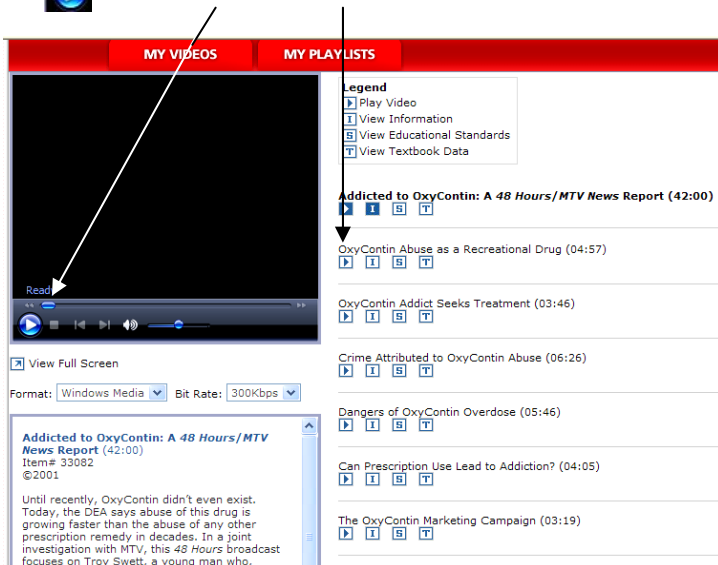 MY VIDEOS MY PLAYLISTS
Legend
Play Video
I View Information
S View Educational Standards
T View Textbook Data
Addicted to OxyContin: A 48 Hours/MTV News Report (42:00)
I S T
OxyContin Abuse as a Recreational Drug (04:57)
I S T
OxyContin Addict Seeks Treatment (03:46)
I S T
Crime Attributed to OxyContin Abuse (06:26)
I S T
Dangers of OxyContin Overdose (05:46)
I S T
Can Prescription Use Lead to Addiction? (04:05)
I S T
The OxyContin Marketing Campaign (03:19)
I S T
Ready
View Full Screen
Format: Windows Media Bit Rate: 300Kbps
Addicted to OxyContin: A 48 Hours/MTV
News Report (42:00)
Item# 33082
©2001
Until recently, OxyContin didn't even exist.
Today, the DEA says abuse of this drug is
growing faster than the abuse of any other
prescription remedy in decades. In a joint
investigation with MTV, this 48 Hours broadcast
focuses on Troy Swett, a young man who,